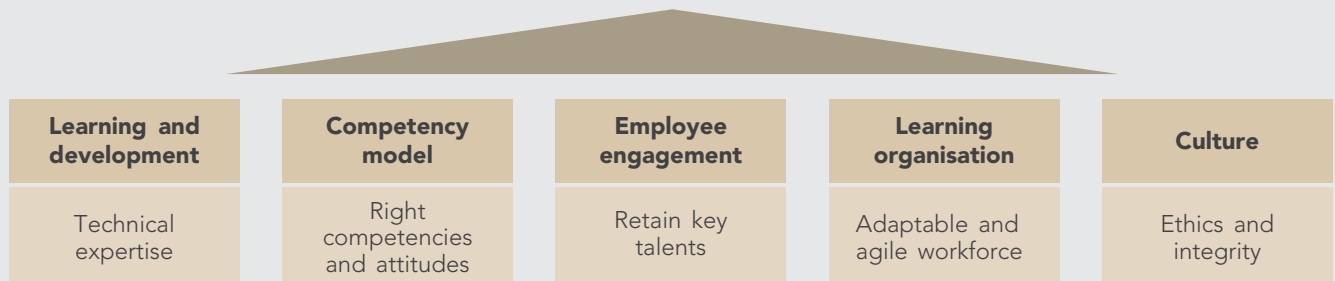 Learning and
development
Competency
model
Employee
engagement
Learning
organisation
Culture
Technical
expertise
Right
competencies
and attitudes
Retain key
talents
Adaptable and
agile workforce
Ethics and
integrity